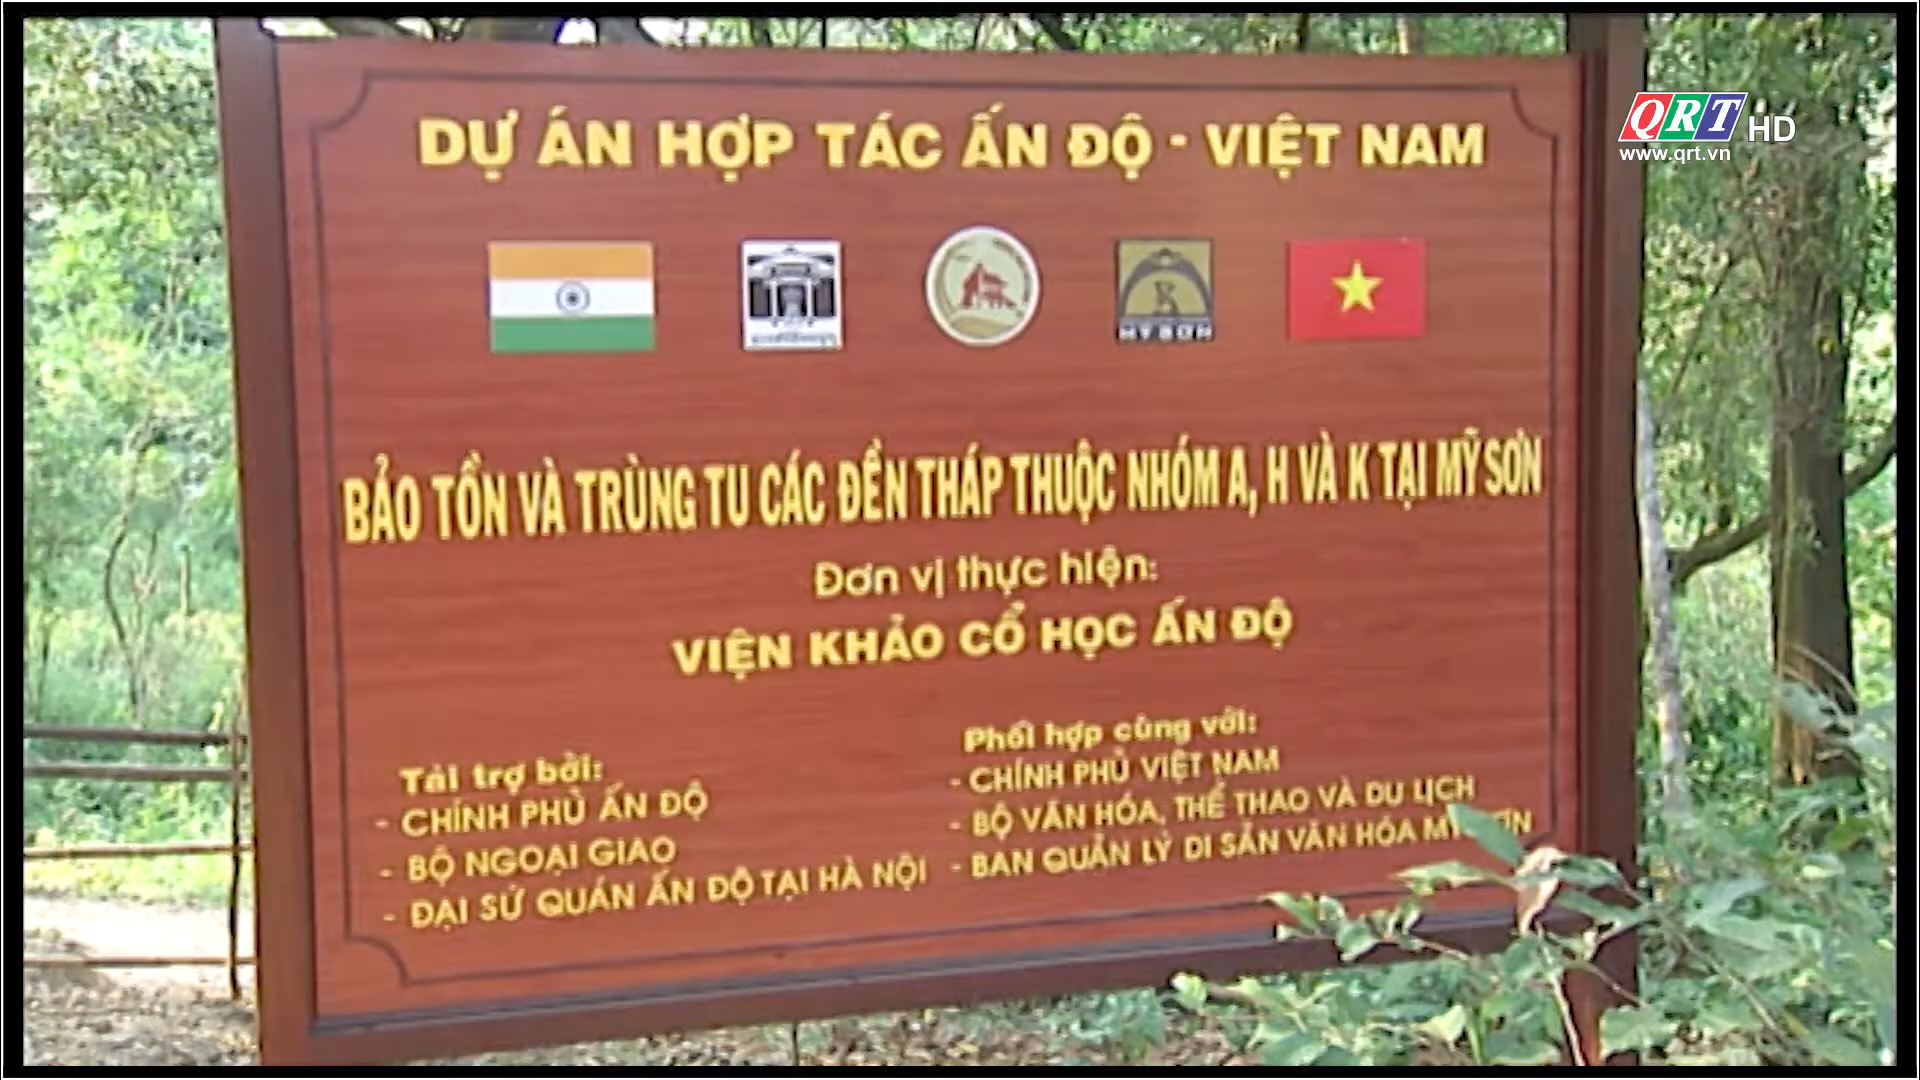 QRT HD
www.qrt.vn
DỰ ÁN HỢP TÁC ẤN ĐỘ - VIỆT NAM
MỸ SƠN
BẢO TỒN VÀ TRÙNG TU CÁC ĐỀN THÁP THUỘC NHÓM A, H VÀ K TẠI MỸ SƠN
Đơn vị thực hiện:
VIỆN KHẢO CỔ HỌC ẤN ĐỘ
Tài trợ bởi:
- CHÍNH PHỦ ẤN ĐỘ
- BỘ NGOẠI GIAO
- ĐẠI SỨ QUÁN ẤN ĐỘ TẠI HÀ NỘI
Phối hợp cùng với:
- CHÍNH PHỦ VIỆT NAM
- BỘ VĂN HÓA, THỂ THAO VÀ DU LỊCH
- BAN QUẢN LÝ DI SẢN VĂN HÓA MỸ SƠN